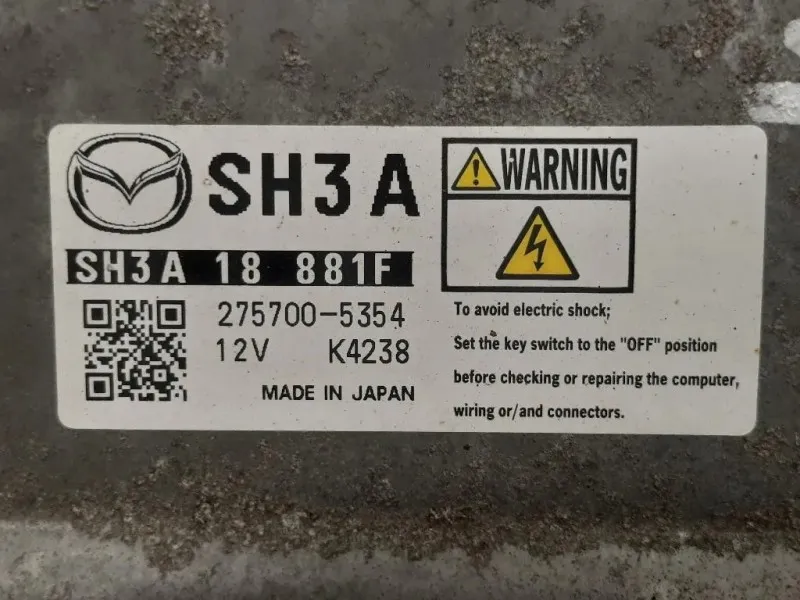 SH3A
SH3A 18 881F
275700-5354
12V K4238
MADE IN JAPAN
WARNING
To avoid electric shock;
Set the key switch to the "OFF" position
before checking or repairing the computer,
wiring or/and connectors.